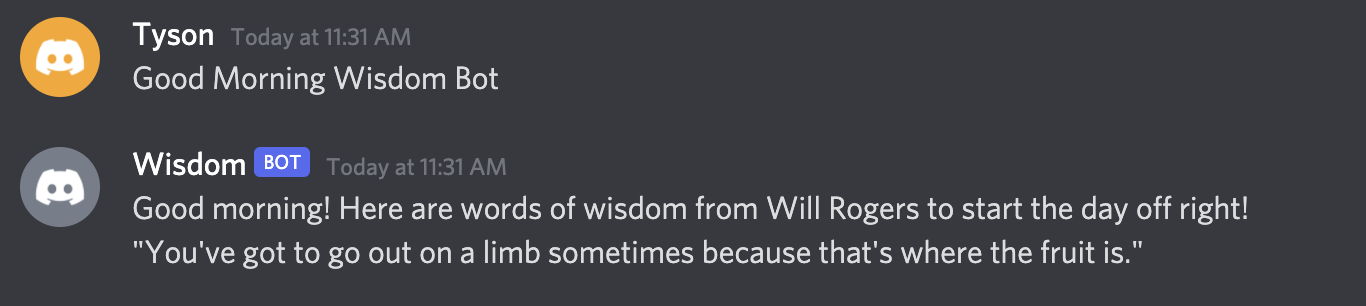 Tyson Today at 11:31 AM
Good Morning Wisdom Bot
Wisdom BOT Today at 11:31 AM
Good morning! Here are words of wisdom from Will Rogers to start the day off right!
"You've got to go out on a limb sometimes because that's where the fruit is."